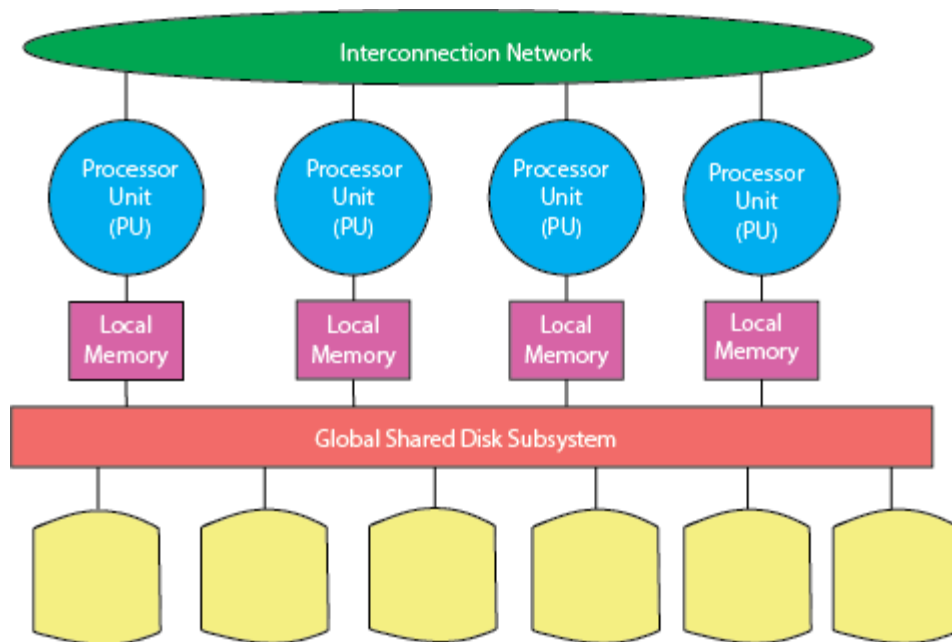 Interconnection Network
Processor
Unit
(PU)
Processor
Unit
(PU)
Processor
Unit
(PU)
Processor
Unit
(PU)
Local
Memory
Local
Memory
Local
Memory
Local
Memory
Global Shared Disk Subsystem